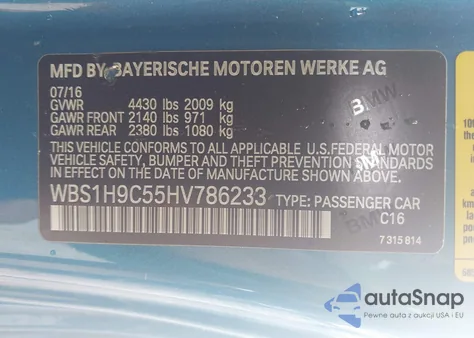 MFD BY BAYERISCHE MOTOREN WERKE AG
07/16
GVWR 4430 lbs 2009 kg
GAWR FRONT 2140 lbs 971 kg
GAWR REAR 2380 lbs 1080 kg
THIS VEHICLE CONFORMS TO ALL APPLICABLE U.S. FEDERAL MOTOR
VEHICLE SAFETY, BUMPER AND THEFT PREVENTION STANDARDS
IN EFFECT ON THE DATE OF MANUFACTURE SHOWN ABOVE.
WBS1H9C55HV786233 TYPE: PASSENGER CAR
C16
7 315 814
BMW
BMW
autoSnap
Pewne auta z aukcji USA i EU